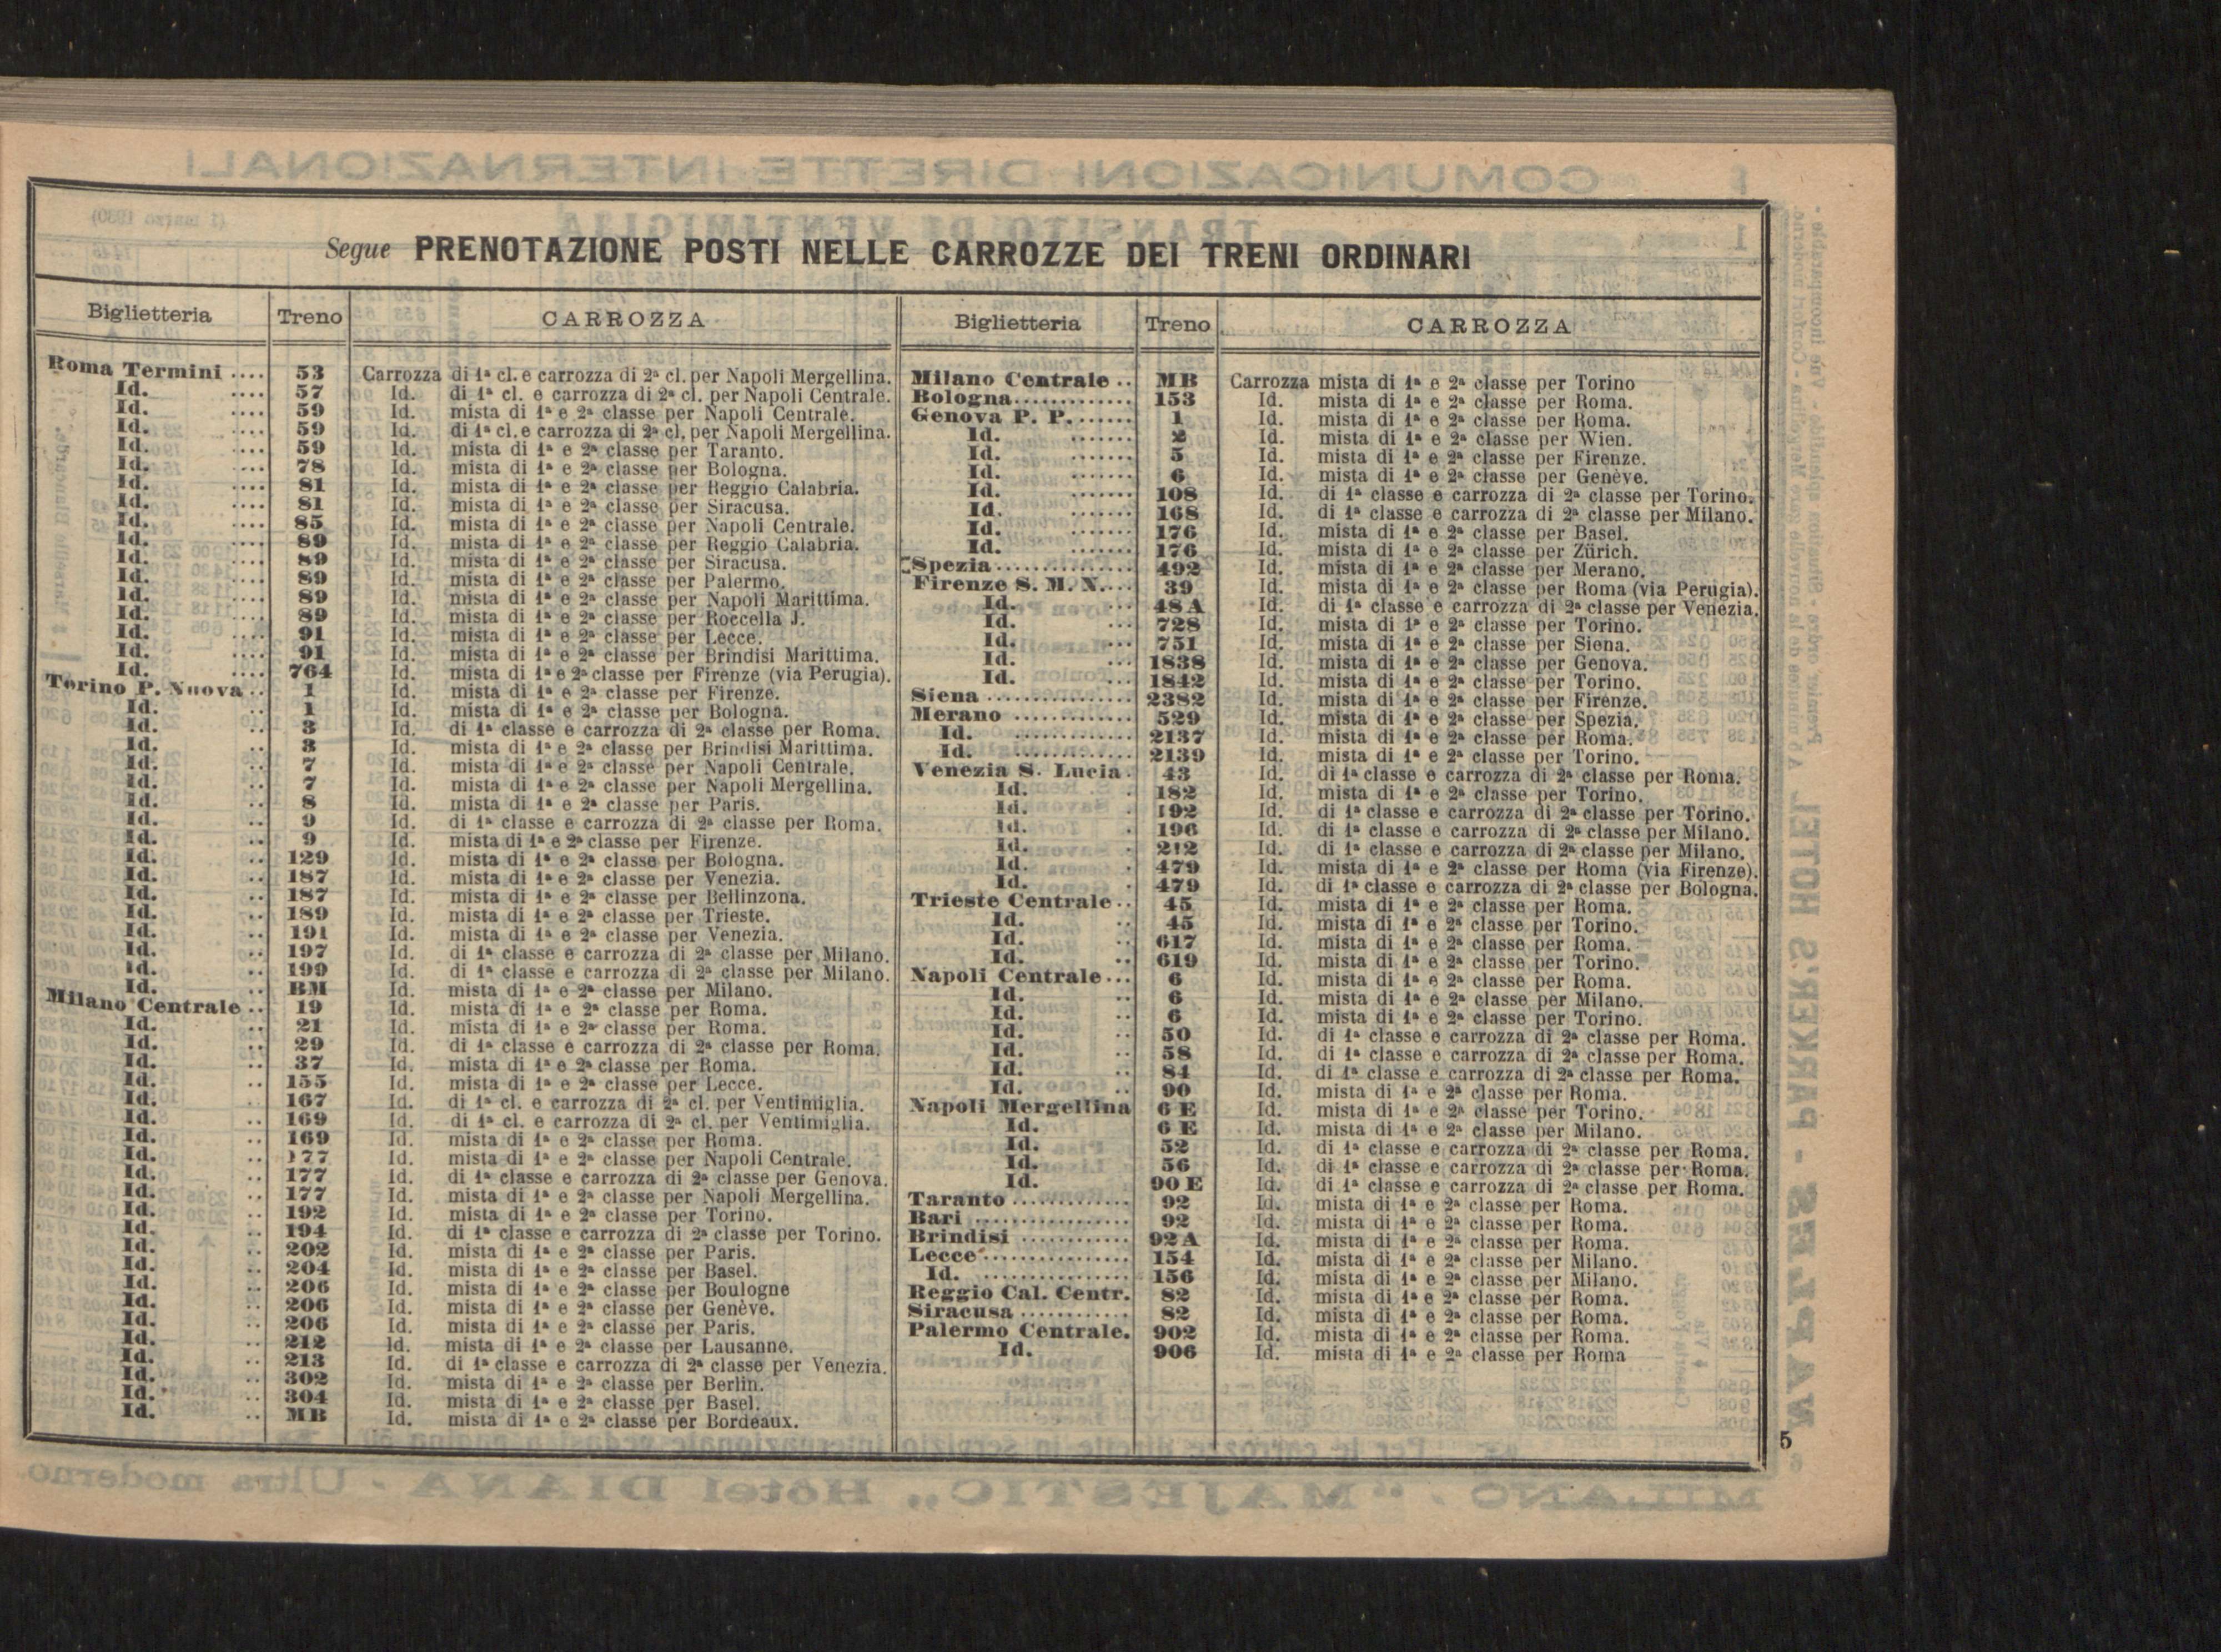 Segue PRENOTAZIONE POSTI NELLE CARROZZE DEI TRENI ORDINARI
Biglietteria Treno CARROZZA
Roma Termini .... 53 Carrozza di 1ª cl. e carrozza di 2ª cl. per Napoli Mergellina.
Id. .... 57 Id. di 1ª cl. e carrozza di 2ª cl. per Napoli Centrale.
Id. .... 59 Id. mista di 1ª e 2ª classe per Napoli Centrale.
Id. .... 59 Id. di 1ª cl. e carrozza di 2ª cl. per Napoli Mergellina.
Id. .... 59 Id. mista di 1ª e 2ª classe per Taranto.
Id. .... 78 Id. mista di 1ª e 2ª classe per Bologna.
Id. .... 81 Id. mista di 1ª e 2ª classe per Reggio Calabria.
Id. .... 81 Id. mista di 1ª e 2ª classe per Siracusa.
Id. .... 85 Id. mista di 1ª e 2ª classe per Napoli Centrale.
Id. .... 89 Id. mista di 1ª e 2ª classe per Reggio Calabria.
Id. .... 89 Id. mista di 1ª e 2ª classe per Siracusa.
Id. .... 89 Id. mista di 1ª e 2ª classe per Palermo.
Id. .... 89 Id. mista di 1ª e 2ª classe per Napoli Marittima.
Id. .... 89 Id. mista di 1ª e 2ª classe per Roccella J.
Id. .... 91 Id. mista di 1ª e 2ª classe per Lecce.
Id. .... 91 Id. mista di 1ª e 2ª classe per Brindisi Marittima.
Id. .... 764 Id. mista di 1ª e 2ª classe per Firenze (via Perugia).
Torino P. Nuova .. 1 Id. mista di 1ª e 2ª classe per Firenze.
Id. .. 1 Id. mista di 1ª e 2ª classe per Bologna.
Id. .. 3 Id. di 1ª classe e carrozza di 2ª classe per Roma.
Id. .. 3 Id. mista di 1ª e 2ª classe per Brindisi Marittima.
Id. .. 7 Id. mista di 1ª e 2ª classe per Napoli Centrale.
Id. .. 7 Id. mista di 1ª e 2ª classe per Napoli Mergellina.
Id. .. 8 Id. mista di 1ª e 2ª classe per Paris.
Id. .. 9 Id. di 1ª classe e carrozza di 2ª classe per Roma.
Id. .. 9 Id. mista di 1ª e 2ª classe per Firenze.
Id. .. 129 Id. mista di 1ª e 2ª classe per Bologna.
Id. .. 187 Id. mista di 1ª e 2ª classe per Venezia.
Id. .. 187 Id. mista di 1ª e 2ª classe per Bellinzona.
Id. .. 189 Id. mista di 1ª e 2ª classe per Trieste.
Id. .. 191 Id. mista di 1ª e 2ª classe per Venezia.
Id. .. 197 Id. di 1ª classe e carrozza di 2ª classe per Milano.
Id. .. 199 Id. di 1ª classe e carrozza di 2ª classe per Milano.
Id. .. BM Id. mista di 1ª e 2ª classe per Milano.
Milano Centrale .. 19 Id. mista di 1ª e 2ª classe per Roma.
Id. .. 21 Id. mista di 1ª e 2ª classe per Roma.
Id. .. 29 Id. di 1ª classe e carrozza di 2ª classe per Roma.
Id. .. 37 Id. mista di 1ª e 2ª classe per Roma.
Id. .. 155 Id. mista di 1ª e 2ª classe per Lecce.
Id. .. 167 Id. di 1ª cl. e carrozza di 2ª cl. per Ventimiglia.
Id. .. 169 Id. di 1ª cl. e carrozza di 2ª cl. per Ventimiglia.
Id. .. 169 Id. mista di 1ª e 2ª classe per Roma.
Id. .. 177 Id. mista di 1ª e 2ª classe per Napoli Centrale.
Id. .. 177 Id. di 1ª classe e carrozza di 2ª classe per Genova.
Id. .. 177 Id. mista di 1ª e 2ª classe per Napoli Mergellina.
Id. .. 192 Id. mista di 1ª e 2ª classe per Torino.
Id. .. 194 Id. di 1ª classe e carrozza di 2ª classe per Torino.
Id. .. 202 Id. mista di 1ª e 2ª classe per Paris.
Id. .. 204 Id. mista di 1ª e 2ª classe per Basel.
Id. .. 206 Id. mista di 1ª e 2ª classe per Boulogne
Id. .. 206 Id. mista di 1ª e 2ª classe per Genève.
Id. .. 206 Id. mista di 1ª e 2ª classe per Paris.
Id. .. 212 Id. mista di 1ª e 2ª classe per Lausanne.
Id. .. 213 Id. di 1ª classe e carrozza di 2ª classe per Venezia.
Id. .. 302 Id. mista di 1ª e 2ª classe per Berlin.
Id. .. 304 Id. mista di 1ª e 2ª classe per Basel.
Id. .. MB Id. mista di 1ª e 2ª classe per Bordeaux.
Biglietteria Treno CARROZZA
Milano Centrale .. MB Carrozza mista di 1ª e 2ª classe per Torino
Bologna............. 153 Id. mista di 1ª e 2ª classe per Roma.
Genova P. P....... 1 Id. mista di 1ª e 2ª classe per Roma.
Id. ....... 2 Id. mista di 1ª e 2ª classe per Wien.
Id. ....... 5 Id. mista di 1ª e 2ª classe per Firenze.
Id. ....... 6 Id. mista di 1ª e 2ª classe per Genève.
Id. ....... 108 Id. di 1ª classe e carrozza di 2ª classe per Torino.
Id. ....... 168 Id. di 1ª classe e carrozza di 2ª classe per Milano.
Id. ....... 176 Id. mista di 1ª e 2ª classe per Basel.
Id. ....... 176 Id. mista di 1ª e 2ª classe per Zürich.
Spezia............... 492 Id. mista di 1ª e 2ª classe per Merano.
Firenze S. M. N.... 39 Id. mista di 1ª e 2ª classe per Roma (via Perugia).
Id. ... 48 A Id. di 1ª classe e carrozza di 2ª classe per Venezia.
Id. ... 728 Id. mista di 1ª e 2ª classe per Torino.
Id. ... 751 Id. mista di 1ª e 2ª classe per Siena.
Id. ... 1838 Id. mista di 1ª e 2ª classe per Genova.
Id. ... 1842 Id. mista di 1ª e 2ª classe per Torino.
Siena ............... 2382 Id. mista di 1ª e 2ª classe per Firenze.
Merano ............. 529 Id. mista di 1ª e 2ª classe per Spezia.
Id. ............. 2137 Id. mista di 1ª e 2ª classe per Roma.
Id. ............. 2139 Id. mista di 1ª e 2ª classe per Torino.
Venezia S. Lucia . 43 Id. di 1ª classe e carrozza di 2ª classe per Roma.
Id. . 182 Id. mista di 1ª e 2ª classe per Torino.
Id. . 192 Id. di 1ª classe e carrozza di 2ª classe per Torino.
Id. . 196 Id. di 1ª classe e carrozza di 2ª classe per Milano.
Id. . 212 Id. di 1ª classe e carrozza di 2ª classe per Milano.
Id. . 479 Id. mista di 1ª e 2ª classe per Roma (via Firenze).
Id. . 479 Id. di 1ª classe e carrozza di 2ª classe per Bologna.
Trieste Centrale .. 45 Id. mista di 1ª e 2ª classe per Roma.
Id. .. 45 Id. mista di 1ª e 2ª classe per Torino.
Id. .. 617 Id. mista di 1ª e 2ª classe per Roma.
Id. .. 619 Id. mista di 1ª e 2ª classe per Torino.
Napoli Centrale ... 6 Id. mista di 1ª e 2ª classe per Roma.
Id. .. 6 Id. mista di 1ª e 2ª classe per Milano.
Id. .. 6 Id. mista di 1ª e 2ª classe per Torino.
Id. .. 50 Id. di 1ª classe e carrozza di 2ª classe per Roma.
Id. .. 58 Id. di 1ª classe e carrozza di 2ª classe per Roma.
Id. .. 84 Id. di 1ª classe e carrozza di 2ª classe per Roma.
Id. .. 90 Id. mista di 1ª e 2ª classe per Roma.
Napoli Mergellina 6 E Id. mista di 1ª e 2ª classe per Torino.
Id. 6 E Id. mista di 1ª e 2ª classe per Milano.
Id. 52 Id. di 1ª classe e carrozza di 2ª classe per Roma.
Id. 56 Id. di 1ª classe e carrozza di 2ª classe per Roma.
Id. 90 E Id. di 1ª classe e carrozza di 2ª classe per Roma.
Taranto ............. 92 Id. mista di 1ª e 2ª classe per Roma.
Bari ................. 92 Id. mista di 1ª e 2ª classe per Roma.
Brindisi ............ 92 A Id. mista di 1ª e 2ª classe per Roma.
Lecce ................ 154 Id. mista di 1ª e 2ª classe per Milano.
Id. ................ 156 Id. mista di 1ª e 2ª classe per Milano.
Reggio Cal. Centr. 82 Id. mista di 1ª e 2ª classe per Roma.
Siracusa ............ 82 Id. mista di 1ª e 2ª classe per Roma.
Palermo Centrale. 902 Id. mista di 1ª e 2ª classe per Roma.
Id. 906 Id. mista di 1ª e 2ª classe per Roma
5